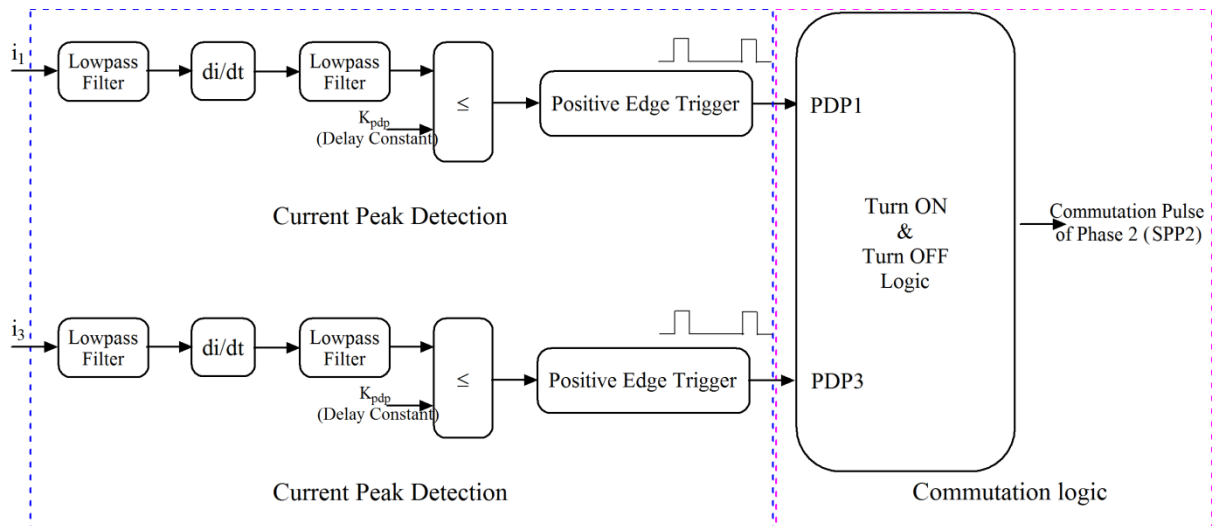 i1
Lowpass
Filter
di/dt
Lowpass
Filter
Kpdp
(Delay Constant)
≤
Positive Edge Trigger
PDP1
Current Peak Detection
Turn ON
&
Turn OFF
Logic
Commutation Pulse
of Phase 2 (SPP2)
i3
Lowpass
Filter
di/dt
Lowpass
Filter
Kpdp
(Delay Constant)
≤
Positive Edge Trigger
PDP3
Current Peak Detection
Commutation logic